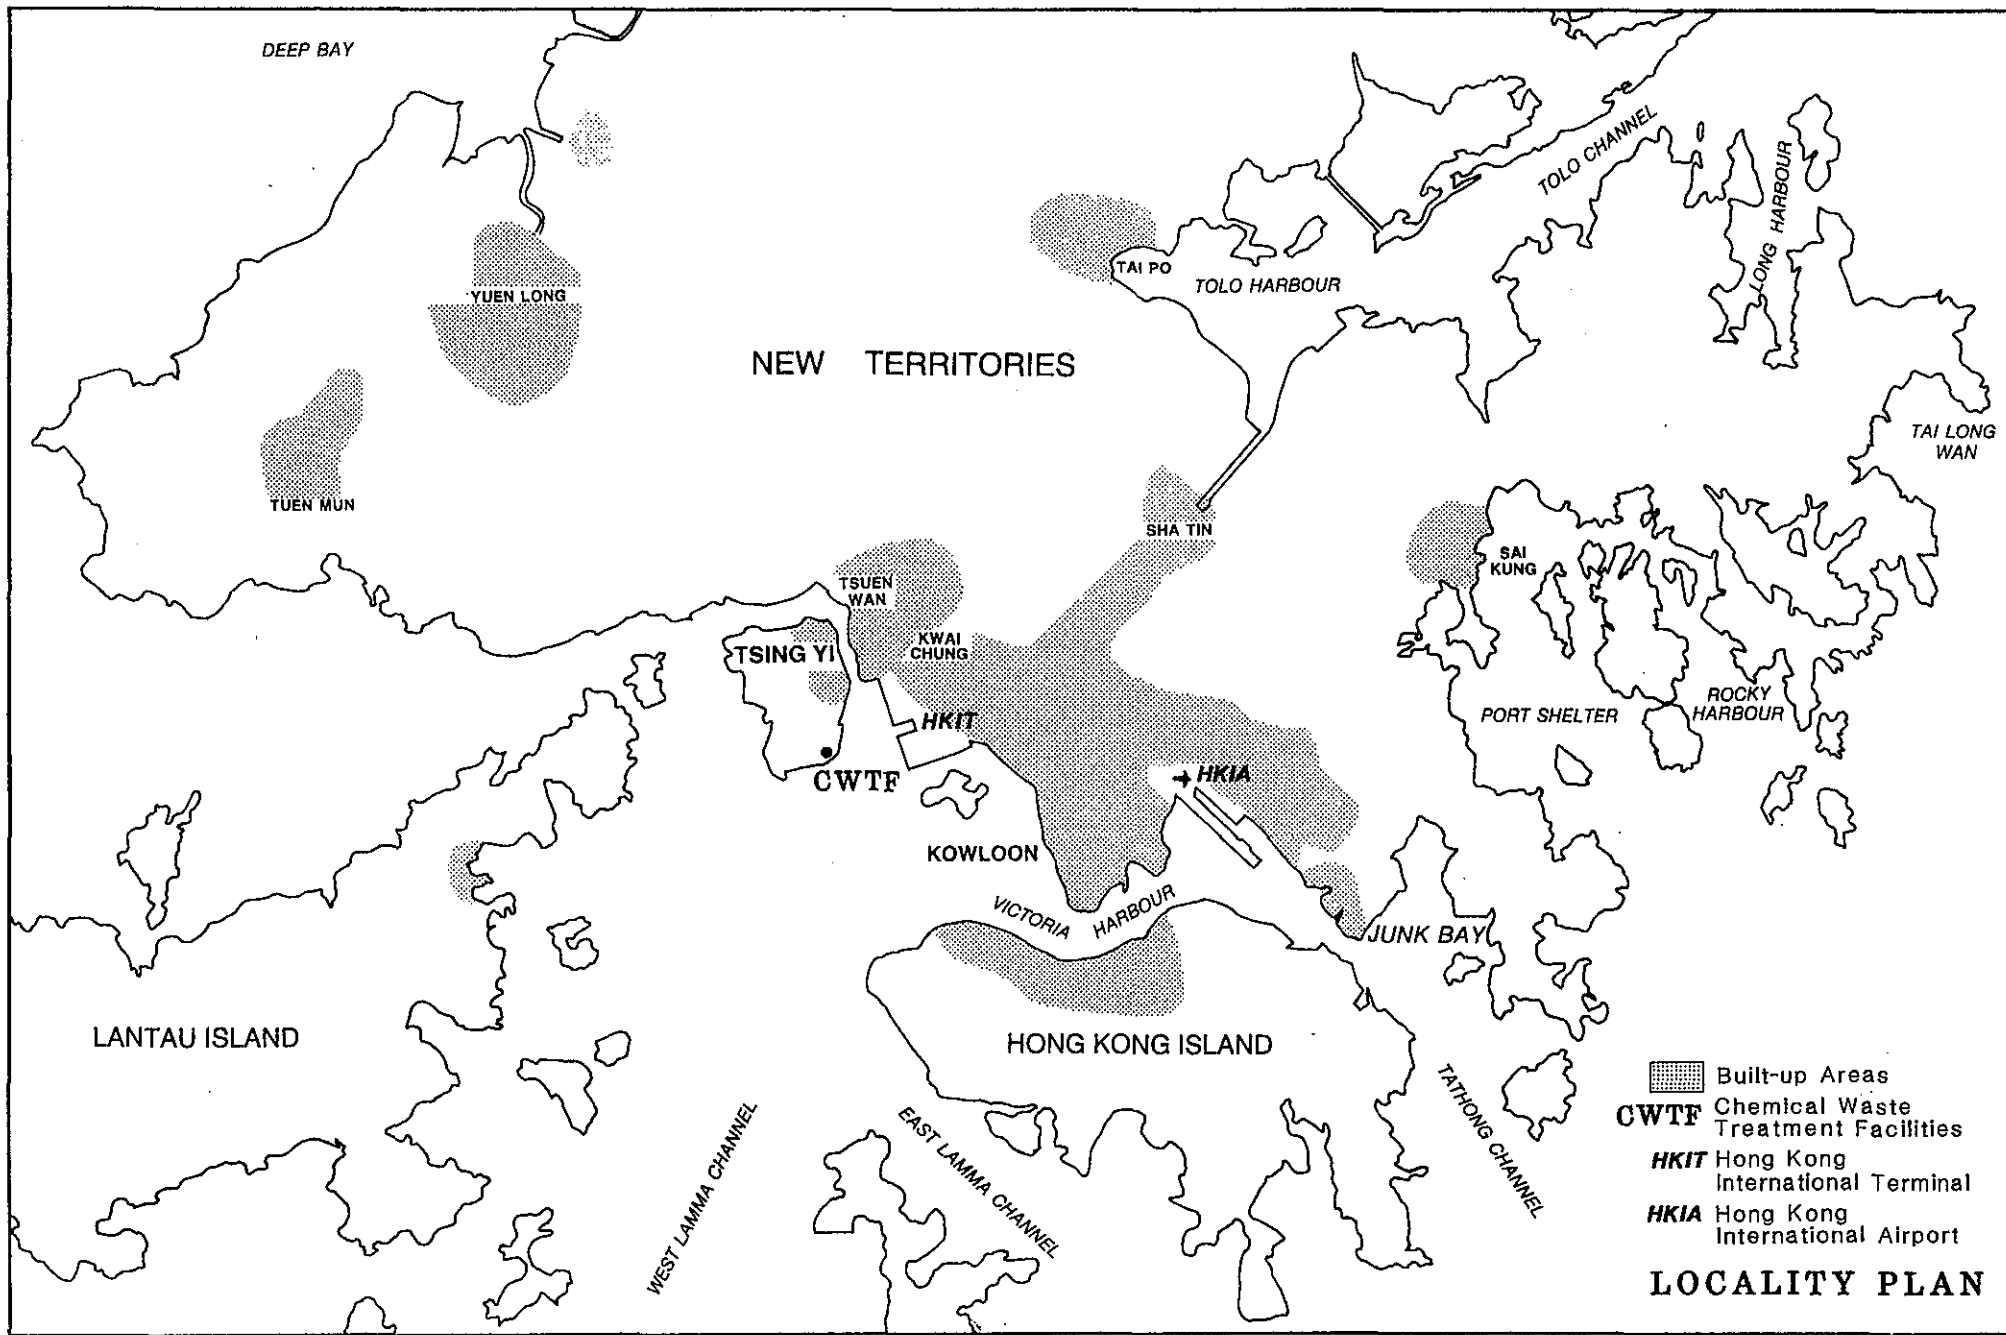 DEEP BAY
TOLO CHANNEL
LONG HARBOUR
TAI PO
TOLO HARBOUR
YUEN LONG
NEW TERRITORIES
TAI LONG
WAN
TUEN MUN
SHA TIN
SAI
KUNG
TSUEN
WAN
KWAI
CHUNG
TSING YI
HKIT
PORT SHELTER
ROCKY
HARBOUR
CWTF
HKIA
KOWLOON
VICTORIA HARBOUR
JUNK BAY
LANTAU ISLAND
HONG KONG ISLAND
WEST LAMMA CHANNEL
EAST LAMMA CHANNEL
TATHONG CHANNEL
Built-up Areas
CWTF Chemical Waste
Treatment Facilities
HKIT Hong Kong
International Terminal
HKIA Hong Kong
International Airport
LOCALITY PLAN